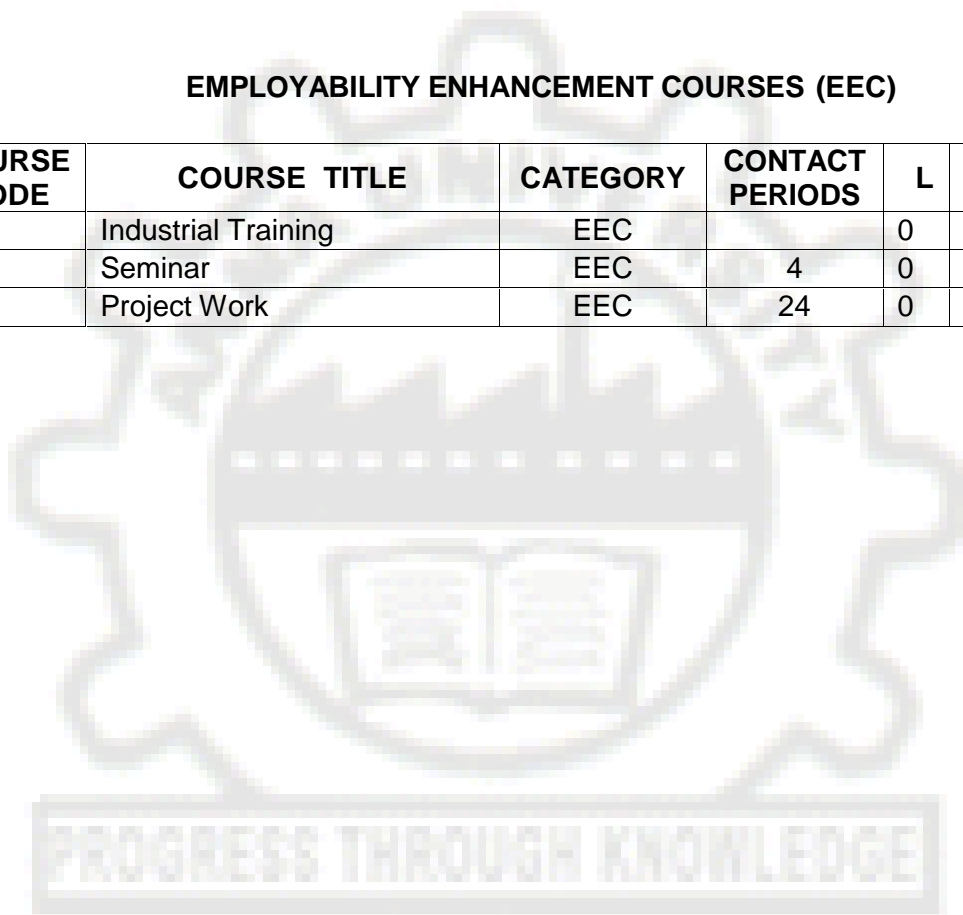 EMPLOYABILITY ENHANCEMENT COURSES (EEC)
URSE COURSE TITLE CATEGORY CONTACT PERIODS L
ODE
Industrial Training EEC 0
Seminar EEC 4 0
Project Work EEC 24 0
PROGRESS THROUGH KNOWLEDGE